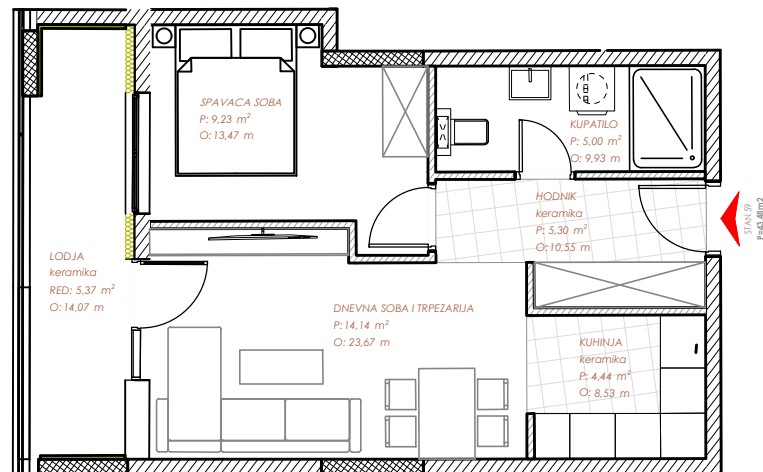 SPAVACA SOBA
P: 9,23 m²
O: 13,47 m
KUPATILO
P: 5,00 m²
O: 9,93 m
HODNIK
keramika
P: 5,30 m²
O: 10,55 m
STAN 59
P=43.48m2
LODJA
keramika
RED: 5,37 m²
O: 14,07 m
DNEVNA SOBA I TRPEZARIJA
P: 14,14 m²
O: 23,67 m
KUHINJA
keramika
P: 4,44 m²
O: 8,53 m